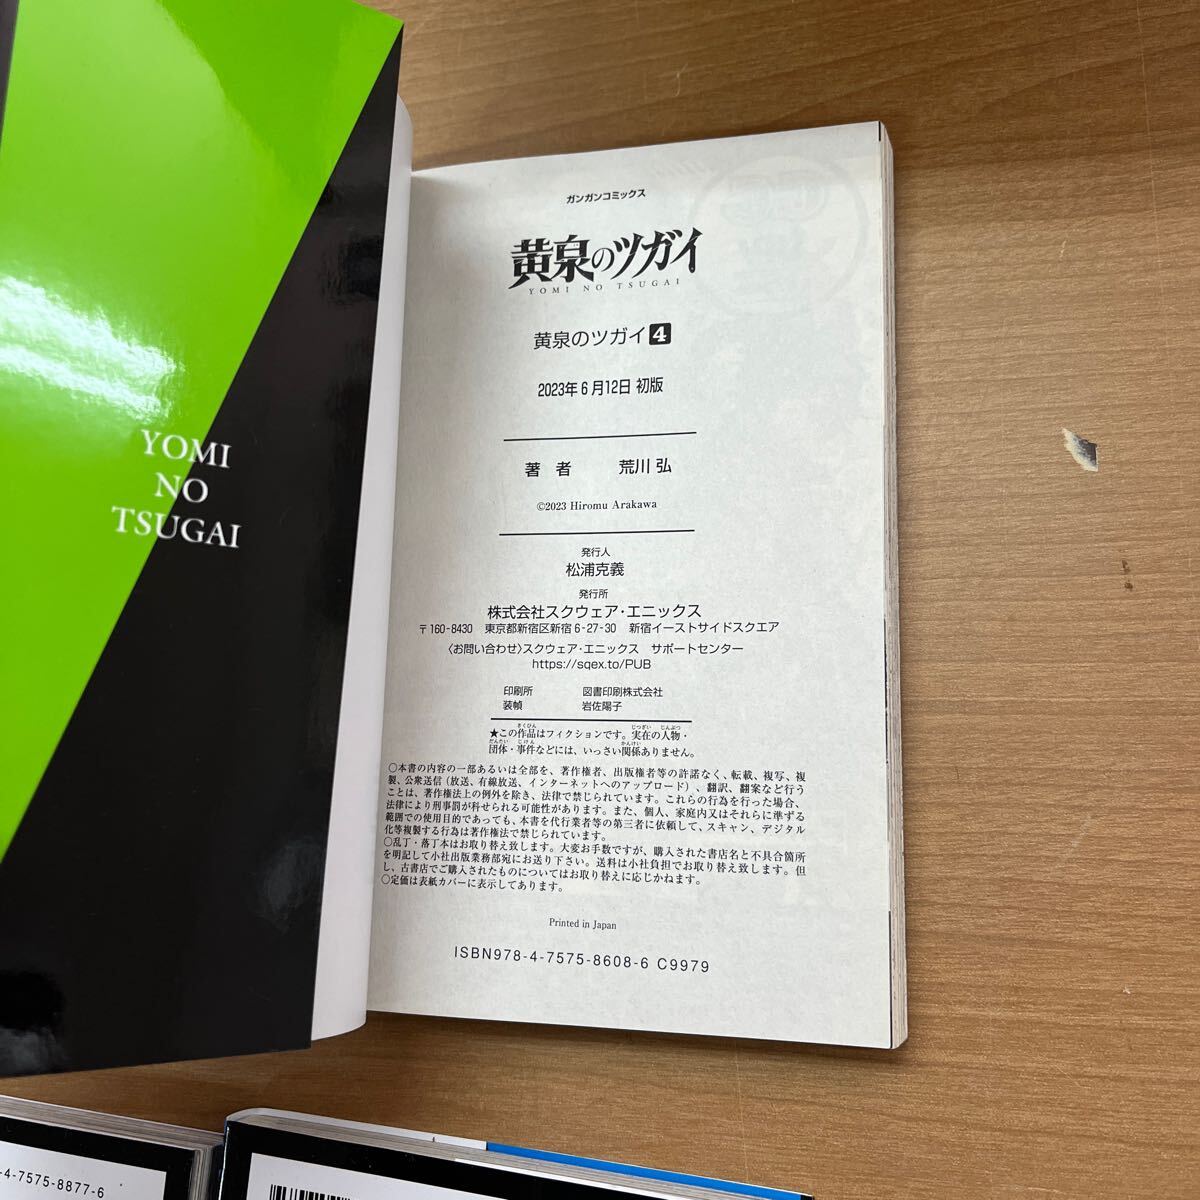 YOMI
NO
TSUGAI
ガンガンコミックス
黄泉のツガイ
YOMI NO TSUGAI
黄泉のツガイ4
2023年6月12日 初版
著 者 荒川 弘
©2023 Hiromu Arakawa
発行人
松浦克義
発行所
株式会社スクウェア・エニックス
〒160-8430 東京都新宿区新宿6-27-30 新宿イーストサイドスクエア
〈お問い合わせ〉スクウェア・エニックス サポートセンター
https://sqex.to/PUB
印刷所 図書印刷株式会社
装幀 岩佐陽子
★この作品はフィクションです。実在の人物・
団体・事件などには、いっさい関係ありません。
○本書の内容の一部あるいは全部を、著作権者、出版権者等の許諾なく、転載、複写、複
製、公衆送信(放送、有線放送、インターネットへのアップロード)、翻訳、翻案など行う
ことは、著作権法上の例外を除き、法律で禁じられています。これらの行為を行った場合、
法律により刑事罰が科せられる可能性があります。また、個人、家庭内又はそれらに準ずる
範囲での使用目的であっても、本書を代行業者等の第三者に依頼して、スキャン、デジタル
化等複製する行為は著作権法で禁じられています。
○乱丁・落丁本はお取り替え致します。大変お手数ですが、購入された書店名と不具合箇所
を明記して小社出版業務部宛にお送り下さい。送料は小社負担でお取り替え致します。但
し、古書店でご購入されたものについてはお取り替えに応じかねます。
○定価は表紙カバーに表示してあります。
Printed in Japan
ISBN978-4-7575-8608-6 C9979
-4-7575-8877-6